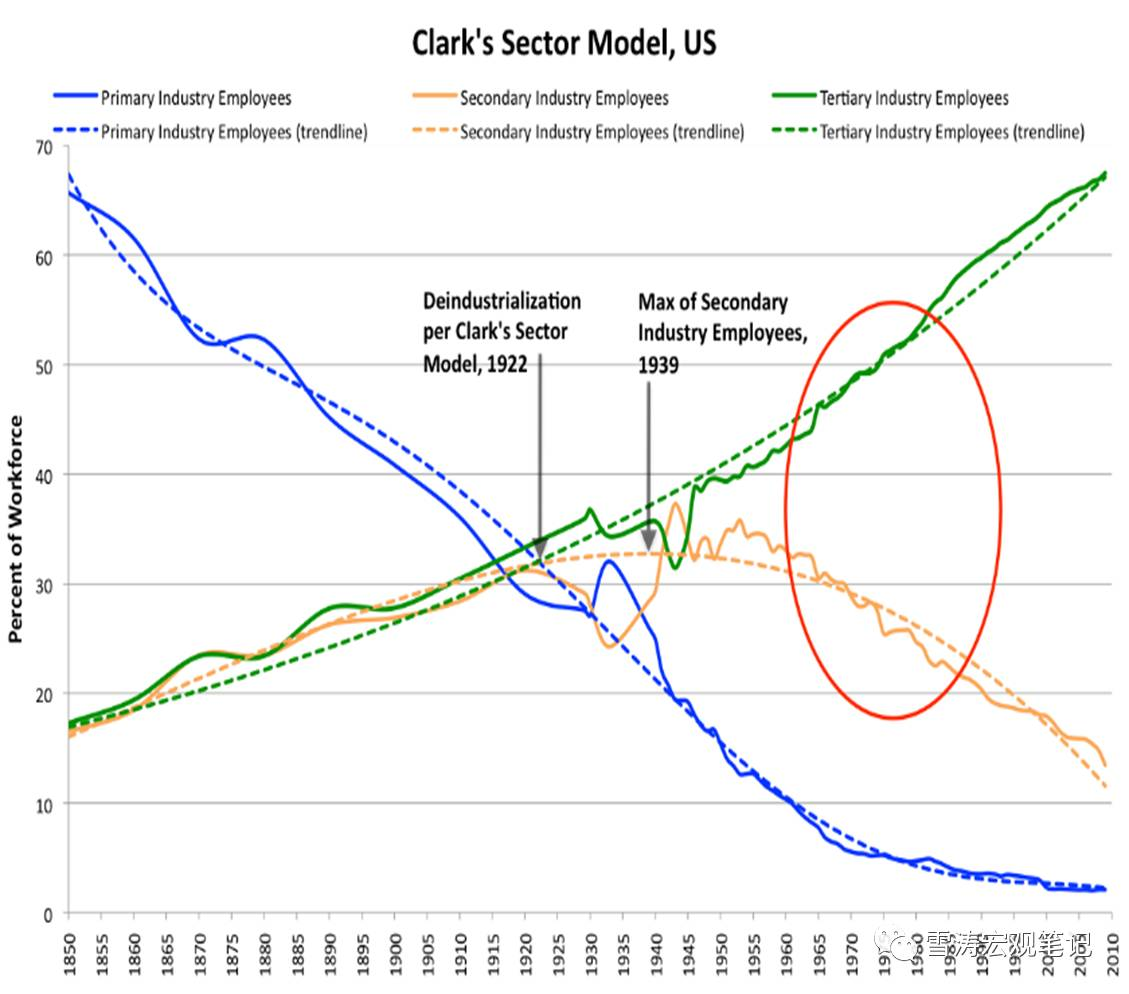 Clark's Sector Model, US
Primary Industry Employees
Secondary Industry Employees
Tertiary Industry Employees
Primary Industry Employees (trendline)
Secondary Industry Employees (trendline)
Tertiary Industry Employees (trendline)
70
60
50
40
30
20
10
0
Percent of Workforce
Deindustrialization
per Clark's Sector
Model, 1922
Max of Secondary
Industry Employees,
1939
1850 1855 1860 1865 1870 1875 1880 1885 1890 1895 1900 1905 1910 1915 1920 1925 1930 1935 1940 1945 1950 1955 1960 1965 1970 1975 1980 1985 2010
雪涛宏观笔记